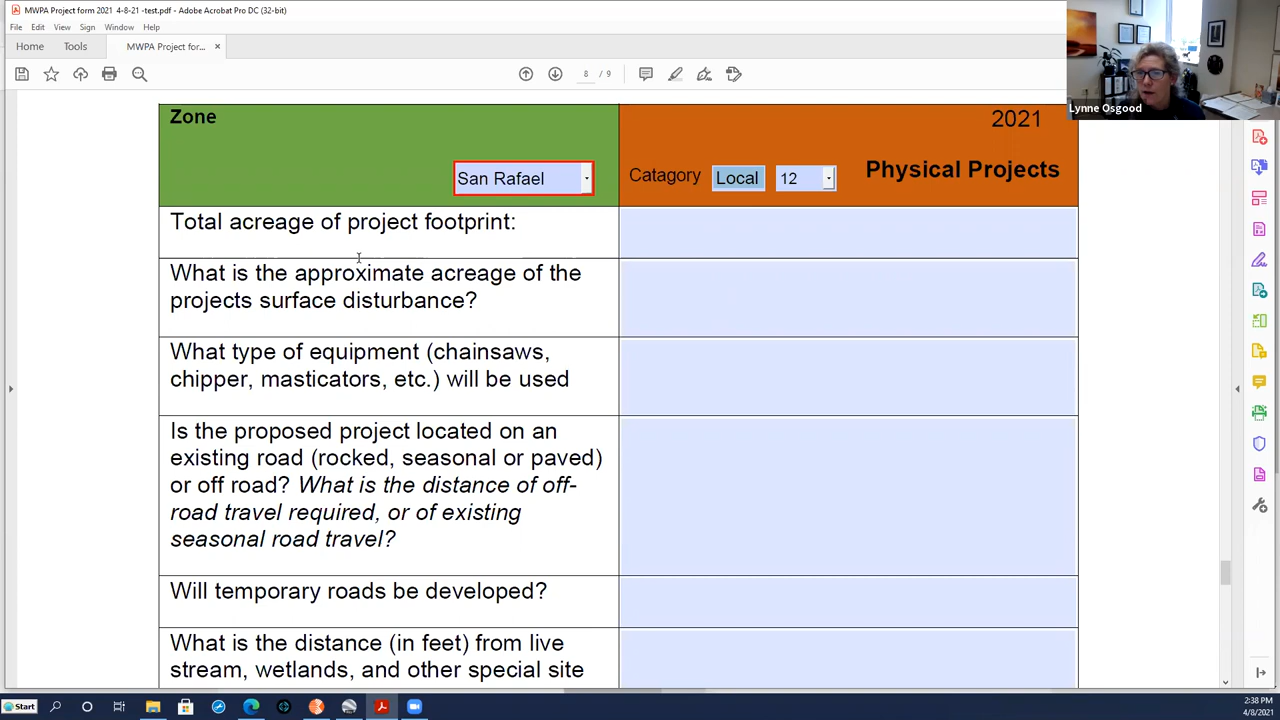 MWPA Project form 2021 4-8-21 -test.pdf - Adobe Acrobat Pro DC (32-bit)
File Edit View Sign Window Help
Home Tools MWPA Project for... ×
8 / 9
Lynne Osgood
Zone
San Rafael
2021
Catagory Local 12 Physical Projects
Total acreage of project footprint:
What is the approximate acreage of the
projects surface disturbance?
What type of equipment (chainsaws,
chipper, masticators, etc.) will be used
Is the proposed project located on an
existing road (rocked, seasonal or paved)
or off road? What is the distance of off-
road travel required, or of existing
seasonal road travel?
Will temporary roads be developed?
What is the distance (in feet) from live
stream, wetlands, and other special site
Start
2:38 PM
4/8/2021